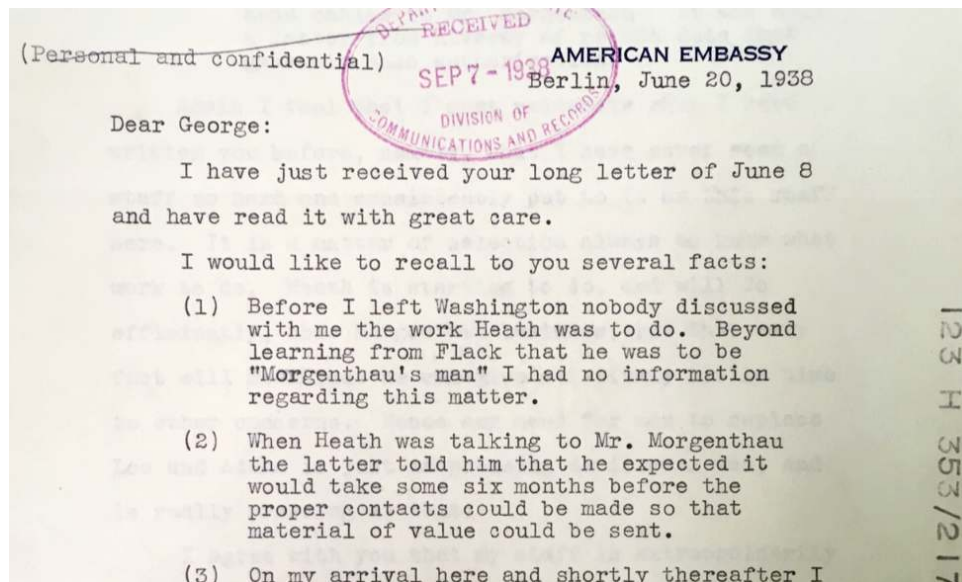 RECEIVED
SEP 7 - 1938
DIVISION OF
COMMUNICATIONS AND RECORDS
(Personal and confidential)
AMERICAN EMBASSY
Berlin, June 20, 1938
Dear George:
I have just received your long letter of June 8
and have read it with great care.
I would like to recall to you several facts:
(1) Before I left Washington nobody discussed
with me the work Heath was to do. Beyond
learning from Flack that he was to be
"Morgenthau's man" I had no information
regarding this matter.
(2) When Heath was talking to Mr. Morgenthau
the latter told him that he expected it
would take some six months before the
proper contacts could be made so that
material of value could be sent.
(3) On my arrival here and shortly thereafter I
123 H 353/217